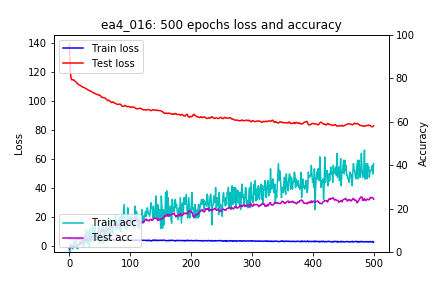 ea4_016: 500 epochs loss and accuracy
140
120
100
80
60
40
20
0
Loss
Train loss
Test loss
Train acc
Test acc
0
100
200
300
400
500
100
80
60
40
20
0
Accuracy